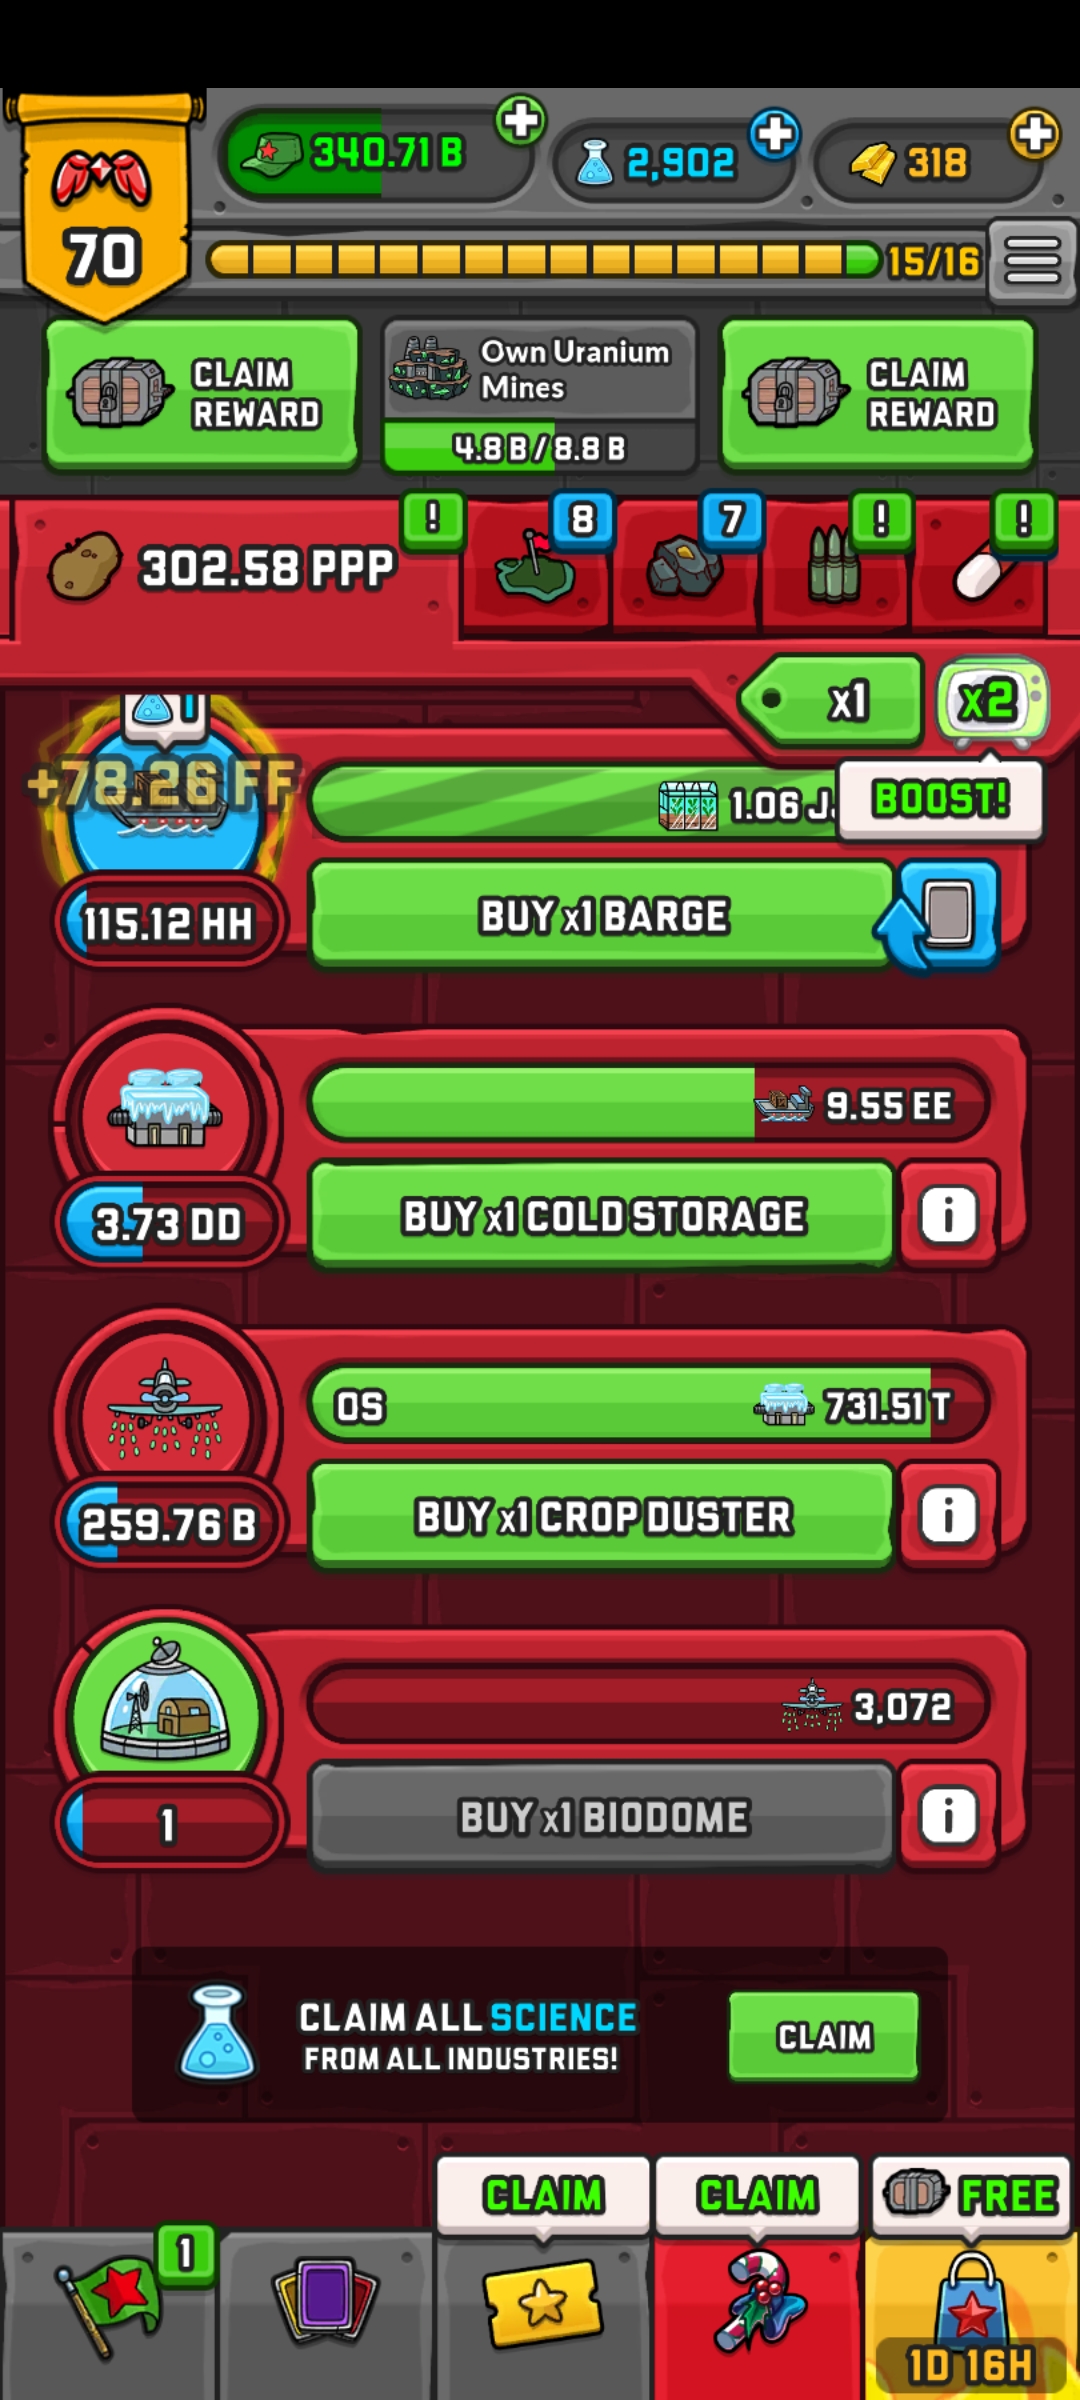 340.71 B
2,902
318
70
15/16
CLAIM
REWARD
Own Uranium
Mines
4.8 B / 8.8 B
CLAIM
REWARD
302.58 PPP
!
8
7
!
!
x1
x2
BOOST!
1
+78.26 FF
1.06 J
115.12 HH
BUY x1 BARGE
9.55 EE
3.73 DD
BUY x1 COLD STORAGE
i
0S
731.51 T
259.76 B
BUY x1 CROP DUSTER
i
3,072
1
BUY x1 BIODOME
i
CLAIM ALL SCIENCE
FROM ALL INDUSTRIES!
CLAIM
CLAIM
CLAIM
FREE
1
1D 16H